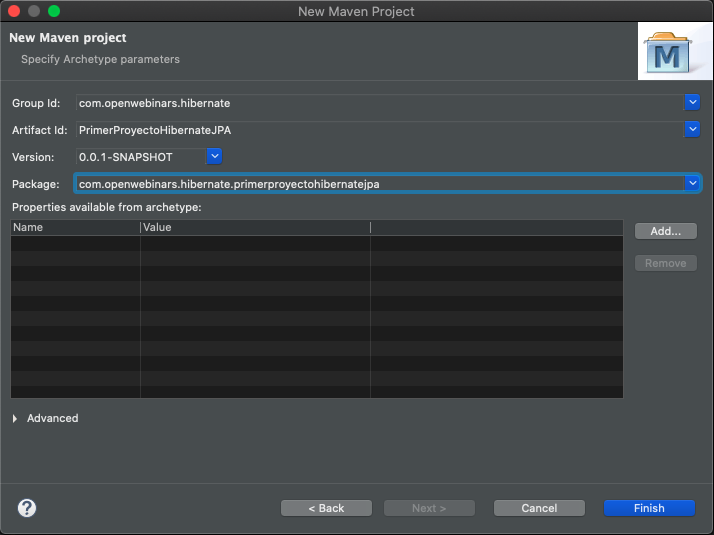 New Maven Project
New Maven project
Specify Archetype parameters
M
Group Id: com.openwebinars.hibernate
Artifact Id: PrimerProyectoHibernateJPA
Version: 0.0.1-SNAPSHOT
Package: com.openwebinars.hibernate.primerproyectohibernatejpa
Properties available from archetype:
Name Value
Add...
Remove
Advanced
? < Back Next > Cancel Finish